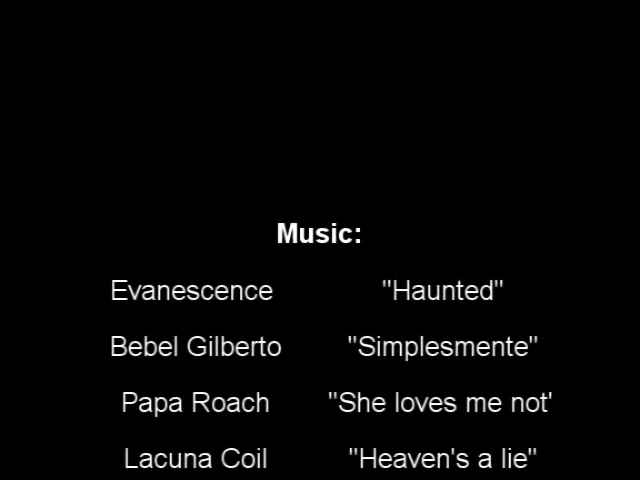 Music:
Evanescence "Haunted"
Bebel Gilberto "Simplesmente"
Papa Roach "She loves me not'
Lacuna Coil "Heaven's a lie"